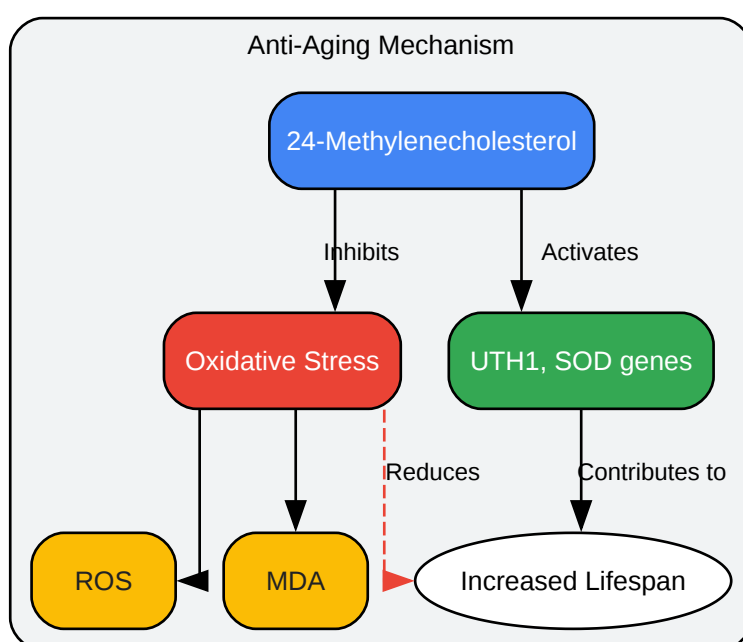 Anti-Aging Mechanism
24-Methylenecholesterol
Inhibits
Activates
Oxidative Stress
UTH1, SOD genes
Reduces
Contributes to
ROS
MDA
Increased Lifespan